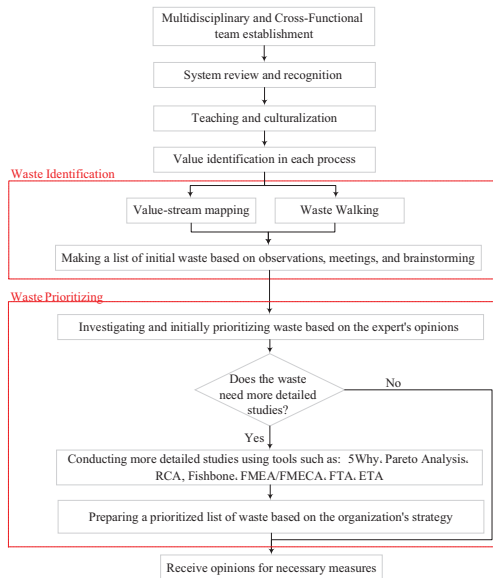 Multidisciplinary and Cross-Functional
team establishment
System review and recognition
Teaching and culturalization
Value identification in each process
Waste Identification
Value-stream mapping
Waste Walking
Making a list of initial waste based on observations, meetings, and brainstorming
Waste Prioritizing
Investigating and initially prioritizing waste based on the expert's opinions
Does the waste
need more detailed
studies?
No
Yes
Conducting more detailed studies using tools such as: 5Why. Pareto Analysis.
RCA, Fishbone. FMEA/FMECA. FTA. ETA
Preparing a prioritized list of waste based on the organization's strategy
Receive opinions for necessary measures